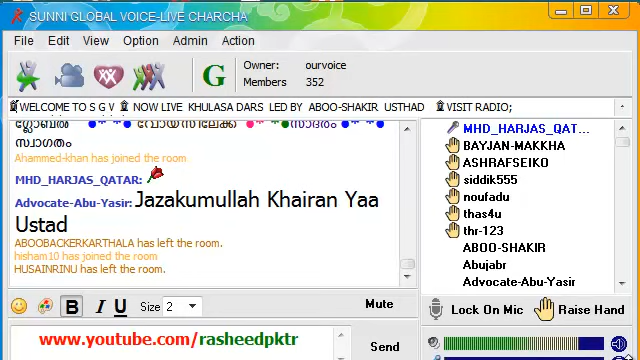 SUNNI GLOBAL VOICE-LIVE CHARCHA
File Edit View Option Admin Action
G
Owner: ourvoice
Members 352
WELCOME TO S G V NOW LIVE KHULASA DARS LED BY ABOO-SHAKIR USTHAD VISIT RADIO;
ഗ്ലോബൽ വോയസിലേക്ക് സാദരം
സ്വാഗതം
Ahammed-khan has joined the room
MHD_HARJAS_QATAR:
Advocate-Abu-Yasir: Jazakumullah Khairan Yaa
Ustad
ABOOBACKERKARTHALA has left the room.
hisham10 has joined the room
HUSAINRINU has left the room.
MHD_HARJAS_QAT...
BAYJAN-MAKKHA
ASHRAFSEIKO
siddik555
noufadu
thas4u
thr-123
ABOO-SHAKIR
Abujabr
Advocate-Abu-Yasir
B I U Size 2 Mute
Lock On Mic Raise Hand
www.youtube.com/rasheedpktr
Send